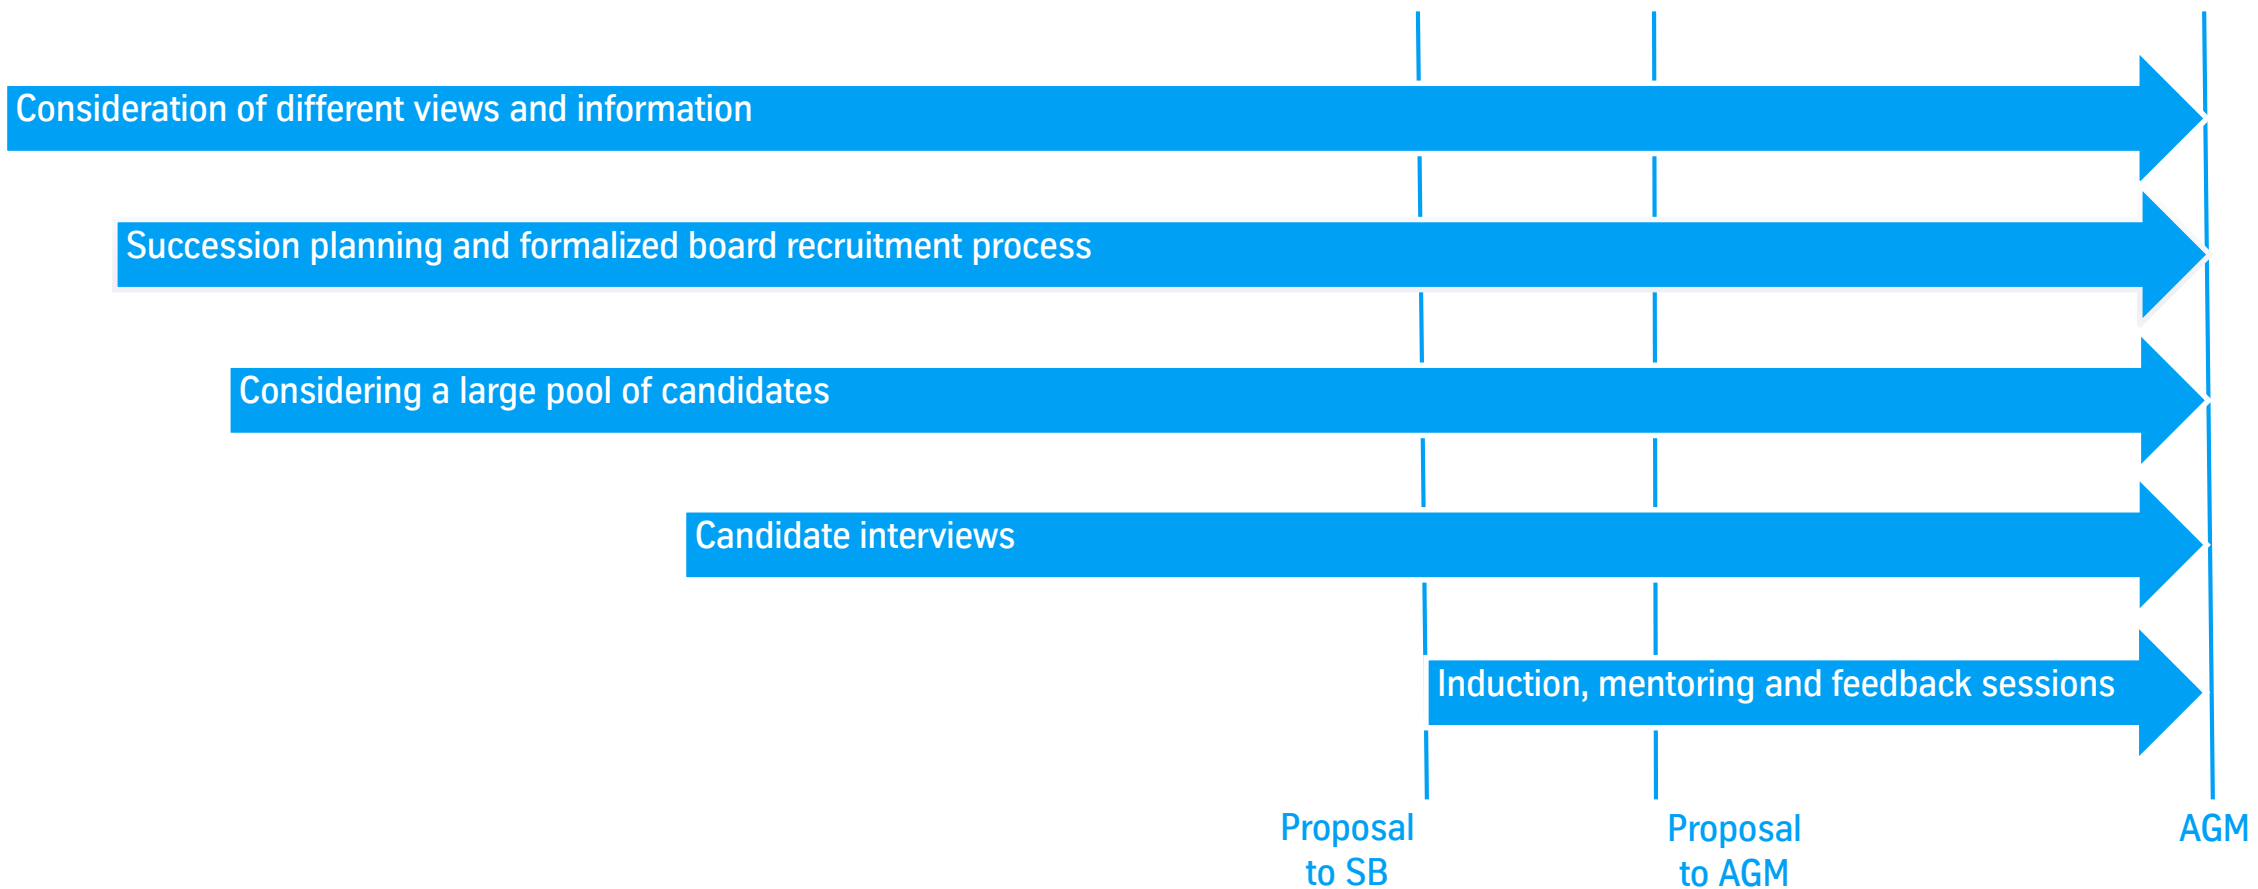 Consideration of different views and information
Succession planning and formalized board recruitment process
Considering a large pool of candidates
Candidate interviews
Induction, mentoring and feedback sessions
Proposal
to SB
Proposal
to AGM
AGM